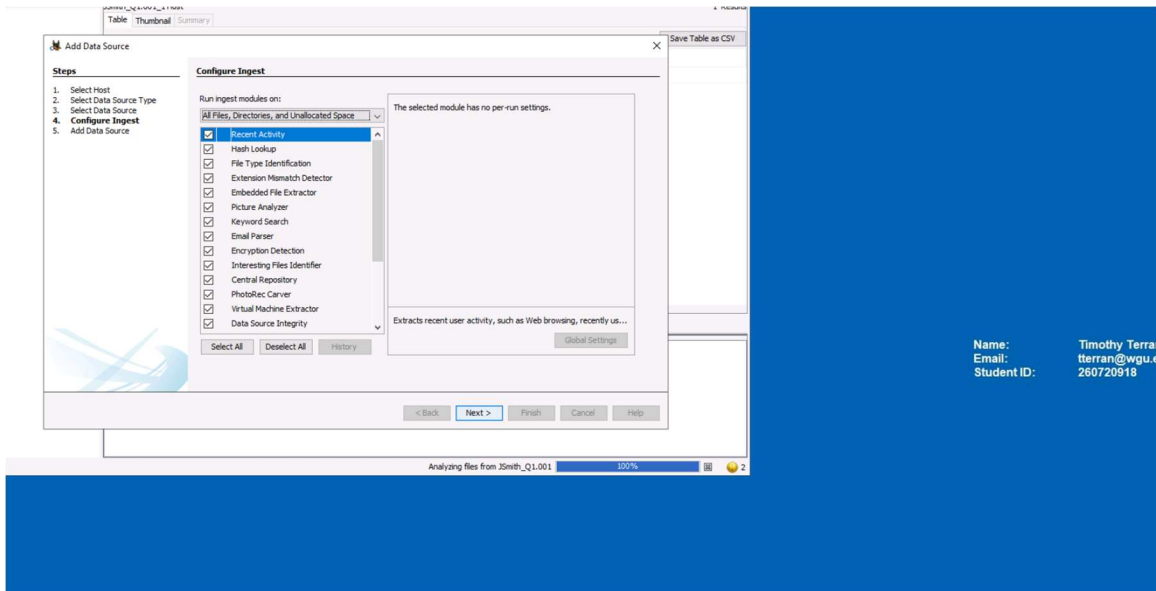 Table Thumbnail Summary
Save Table as CSV
Add Data Source
Steps
1. Select Host
2. Select Data Source Type
3. Select Data Source
4. Configure Ingest
5. Add Data Source
Configure Ingest
Run ingest modules on:
All Files, Directories, and Unallocated Space
Recent Activity
Hash Lookup
File Type Identification
Extension Mismatch Detector
Embedded File Extractor
Picture Analyzer
Keyword Search
Email Parser
Encryption Detection
Interesting Files Identifier
Central Repository
PhotoRec Carver
Virtual Machine Extractor
Data Source Integrity
Select All Deselect All History
The selected module has no per-run settings.
Extracts recent user activity, such as Web browsing, recently us...
Global Settings
< Back Next > Finish Cancel Help
Analyzing files from JSmith_Q1.001 100% 2
Name: Timothy Terra
Email: tterran@wgu.e
Student ID: 260720918